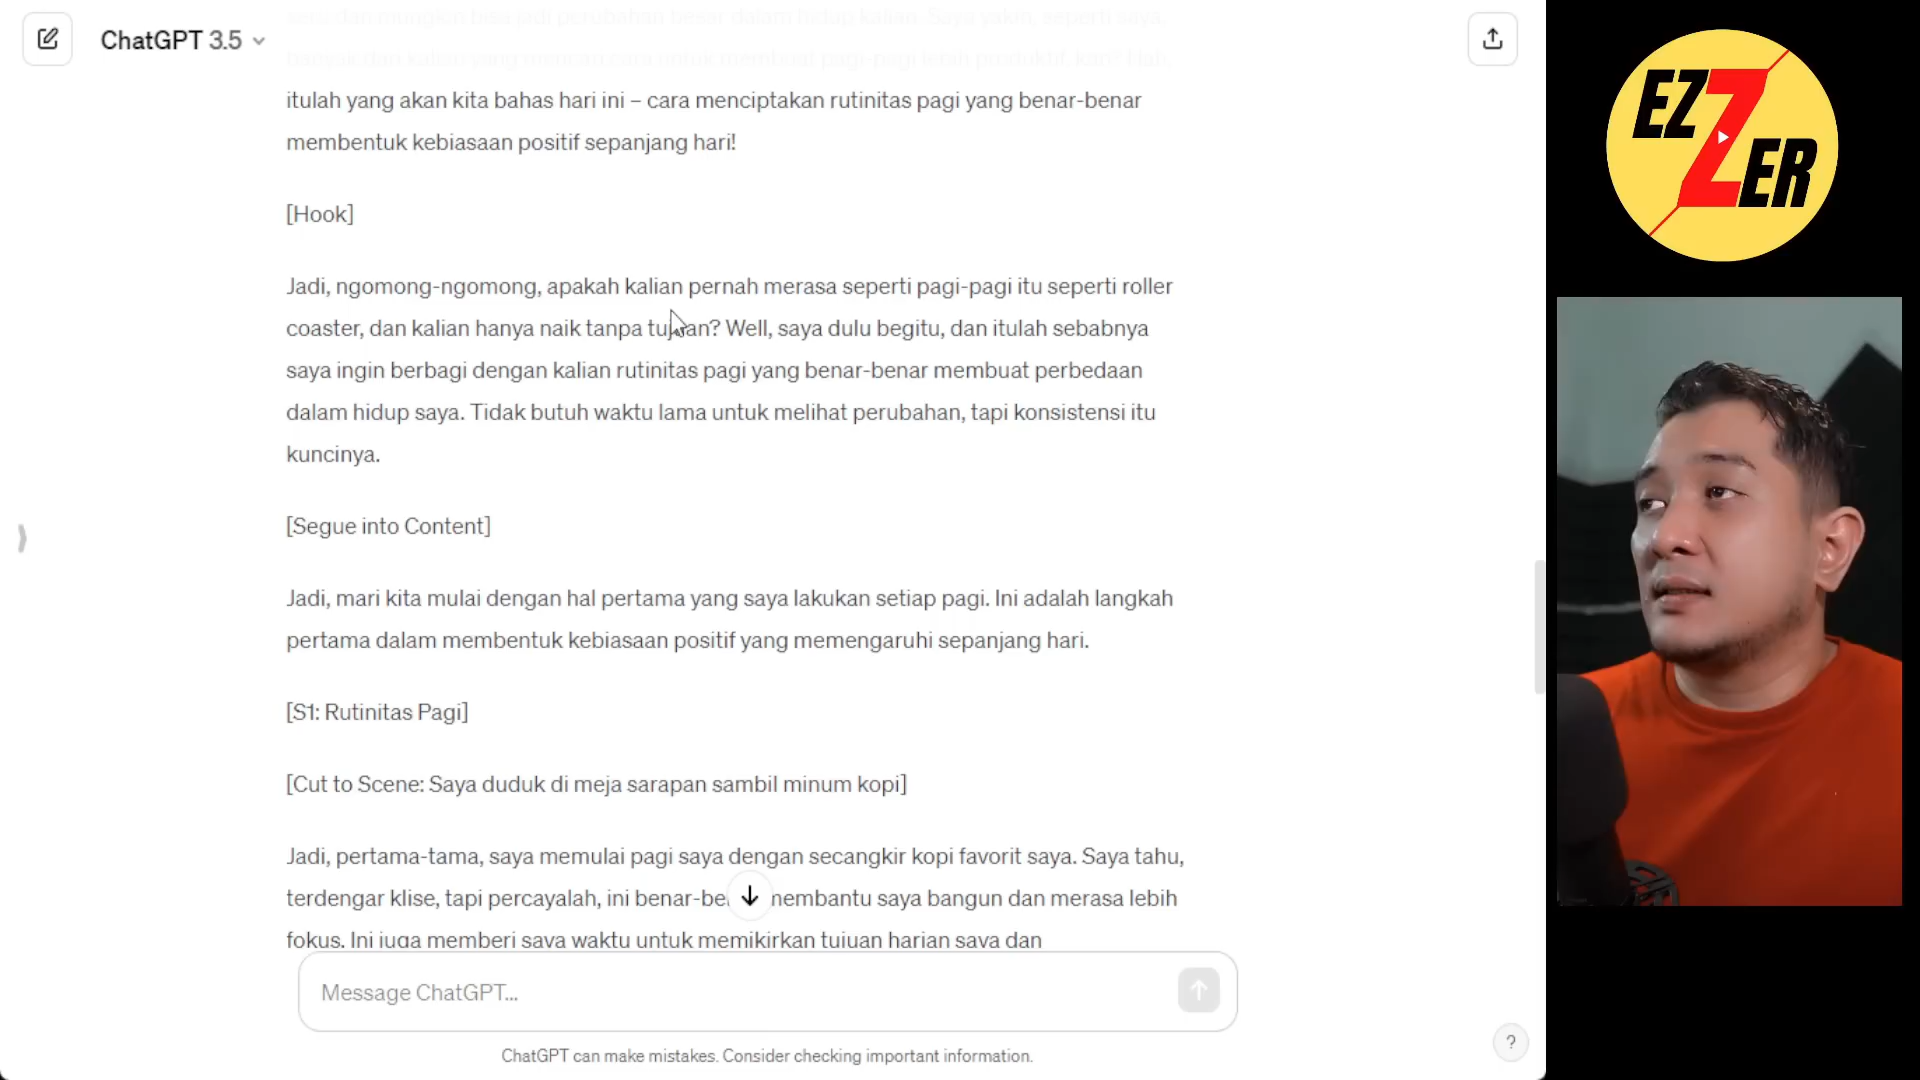 ChatGPT 3.5
itulah yang akan kita bahas hari ini – cara menciptakan rutinitas pagi yang benar-benar
membentuk kebiasaan positif sepanjang hari!
[Hook]
Jadi, ngomong-ngomong, apakah kalian pernah merasa seperti pagi-pagi itu seperti roller
coaster, dan kalian hanya naik tanpa tujuan? Well, saya dulu begitu, dan itulah sebabnya
saya ingin berbagi dengan kalian rutinitas pagi yang benar-benar membuat perbedaan
dalam hidup saya. Tidak butuh waktu lama untuk melihat perubahan, tapi konsistensi itu
kuncinya.
[Segue into Content]
Jadi, mari kita mulai dengan hal pertama yang saya lakukan setiap pagi. Ini adalah langkah
pertama dalam membentuk kebiasaan positif yang memengaruhi sepanjang hari.
[S1: Rutinitas Pagi]
[Cut to Scene: Saya duduk di meja sarapan sambil minum kopi]
Jadi, pertama-tama, saya memulai pagi saya dengan secangkir kopi favorit saya. Saya tahu,
terdengar klise, tapi percayalah, ini benar-be membantu saya bangun dan merasa lebih
fokus. Ini juga memberi saya waktu untuk memikirkan tujuan harian saya dan
Message ChatGPT...
ChatGPT can make mistakes. Consider checking important information.
?
EZZZER